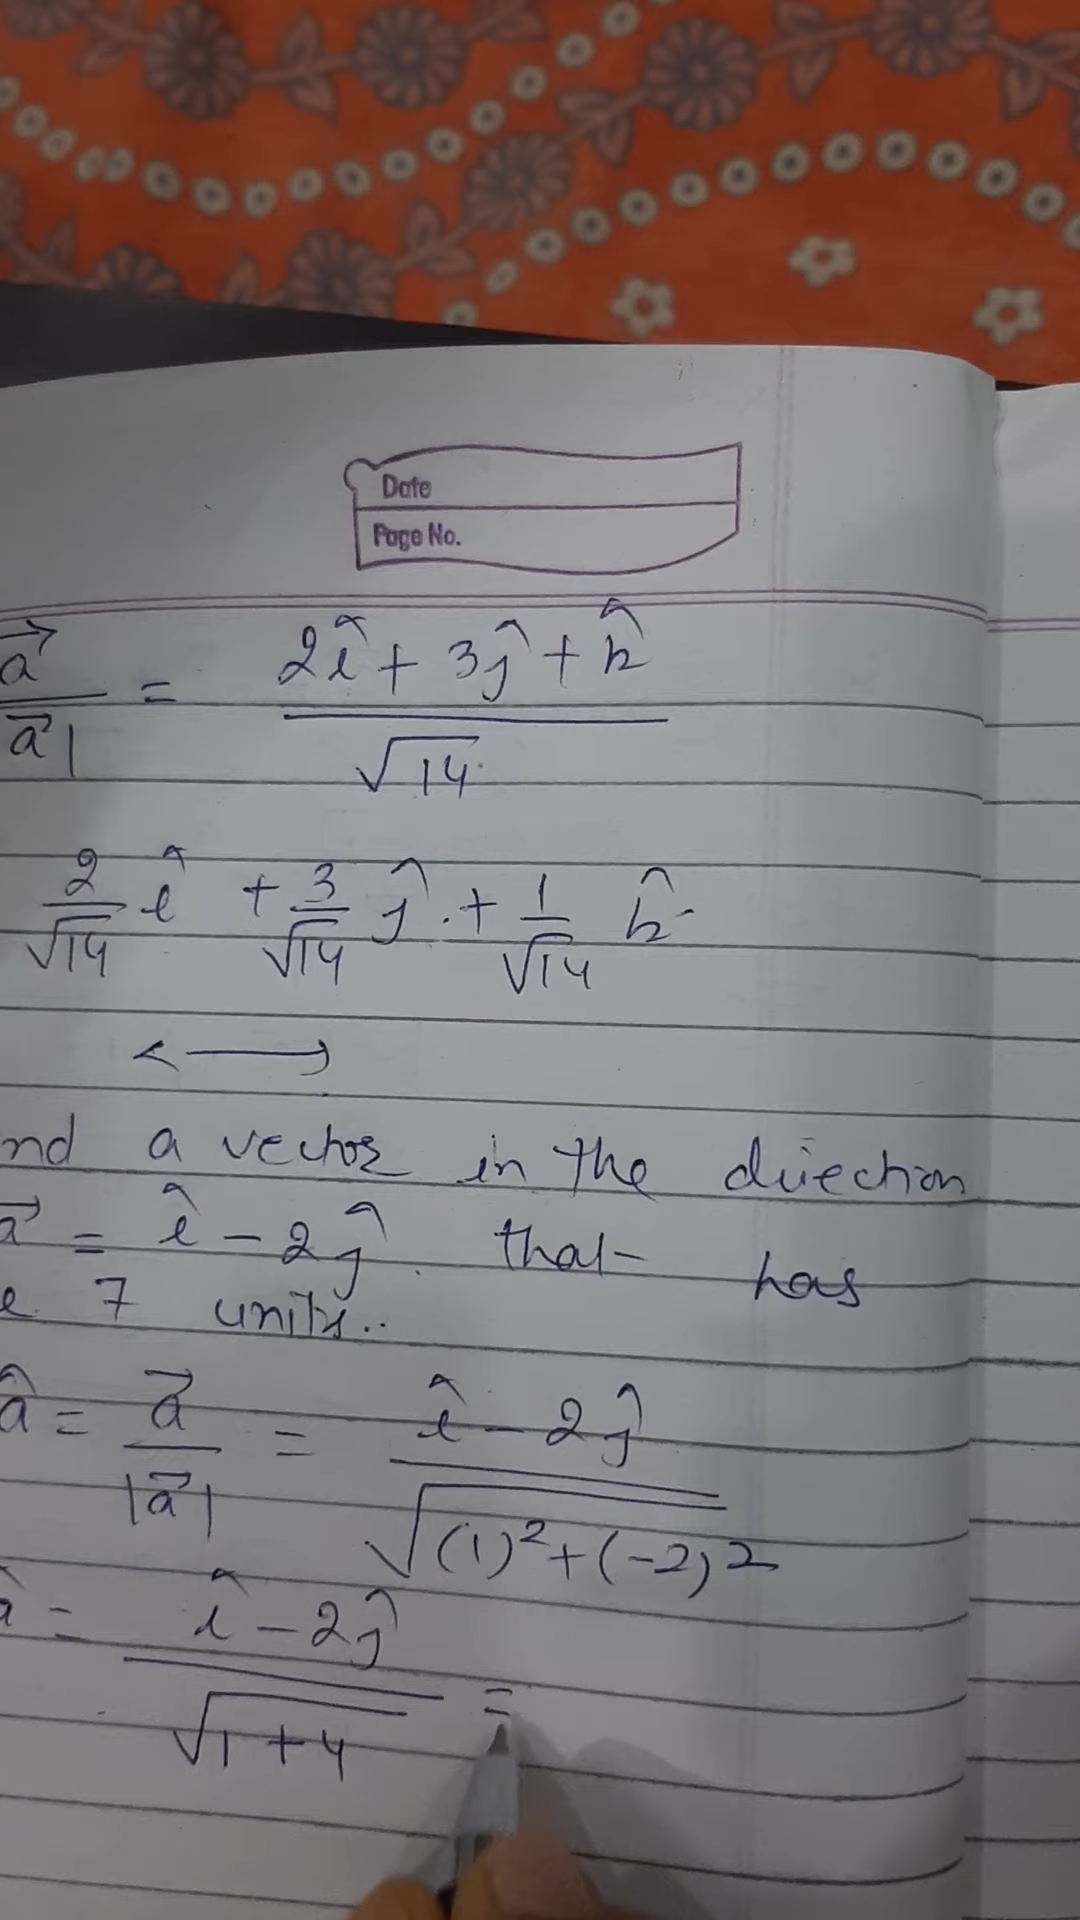 Date
Page No.
a⃗ / |a⃗| = (2î + 3ĵ + k̂) / √14
2/√14 î + 3/√14 ĵ + 1/√14 k̂
<——>
nd a vector in the direction
a⃗ = î - 2ĵ that has
e 7 units..
â = a⃗ / |a⃗| = (î - 2ĵ) / √((1)² + (-2)²)
â = (î - 2ĵ) / √(1 + 4) =